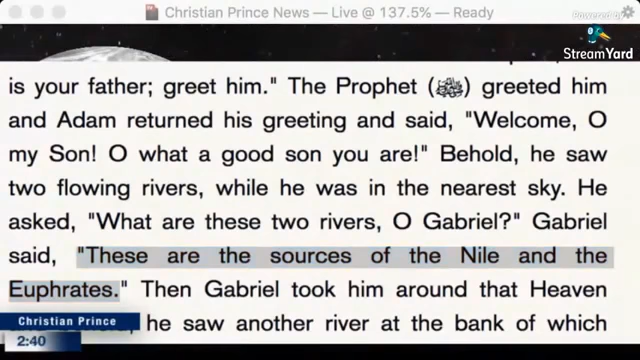 Christian Prince News — Live @ 137.5% — Ready
Powered by
StreamYard
is your father; greet him." The Prophet (ﷺ) greeted him
and Adam returned his greeting and said, "Welcome, O
my Son! O what a good son you are!" Behold, he saw
two flowing rivers, while he was in the nearest sky. He
asked, "What are these two rivers, O Gabriel?" Gabriel
said, "These are the sources of the Nile and the
Euphrates." Then Gabriel took him around that Heaven
he saw another river at the bank of which
Christian Prince
2:40